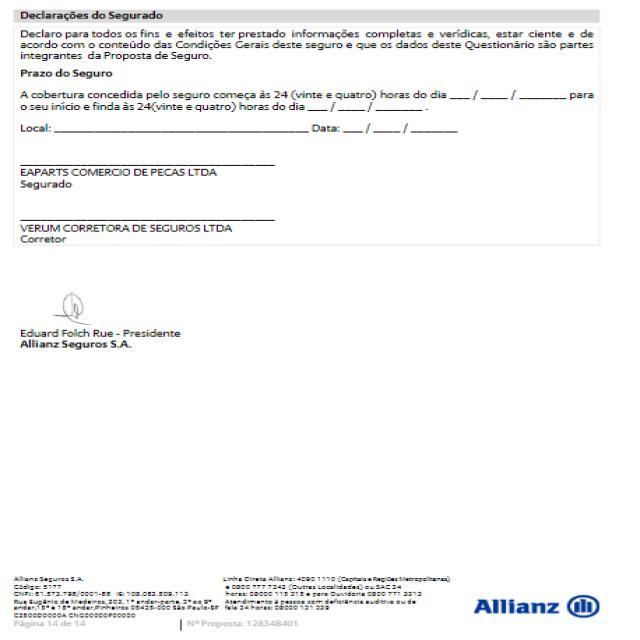 Declarações do Segurado
Declaro para todos os fins e efeitos ter prestado informações completas e verídicas, estar ciente e de
acordo com o conteúdo das Condições Gerais deste seguro e que os dados deste Questionário são partes
integrantes da Proposta de Seguro.
Prazo do Seguro
A cobertura concedida pelo seguro começa às 24 (vinte e quatro) horas do dia ___ / ____ / _______ para
o seu início e finda às 24(vinte e quatro) horas do dia ___ / ____ / _______ .
Local: ______________________________________ Data: ___ / ____ / _______
EAPARTS COMERCIO DE PECAS LTDA
Segurado
VERUM CORRETORA DE SEGUROS LTDA
Corretor
Eduard Folch Rue - Presidente
Allianz Seguros S.A.
Allianz Seguros S.A.
Código: 5177
CNPJ: 61.573.796/0001-66 IE: 108.083.509.112
Rua Eugênio de Medeiros, 303, 1º andar-parte, 2º ao 9º
andar, 15º e 16º andar, Pinheiros 05425-000 São Paulo-SP
Linha Direta Allianz: 4090 1110 (Capitais e Regiões Metropolitanas)
e 0800 777 7243 (Outras Localidades) ou SAC 24
horas: 08000 115 215 e para Ouvidoria 0800 771 3313
Atendimento à pessoa com deficiência auditiva ou de
fala 24 horas: 08000 121 239
Allianz
Página 14 de 14
Nº Proposta: 128348401